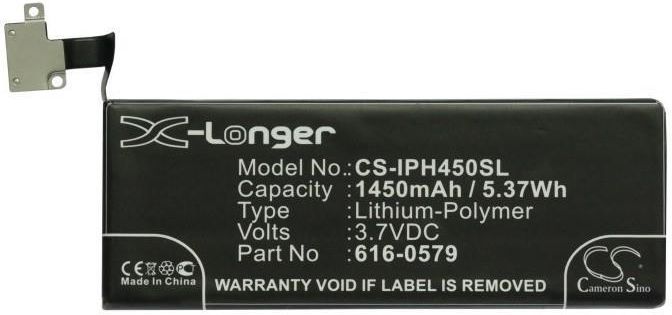 X-Longer
Model No.:CS-IPH450SL
Capacity :1450mAh / 5.37Wh
Type :Lithium-Polymer
Volts :3.7VDC
Part No :616-0579
CE
MADE IN CHINA
WARRANTY VOID IF LABEL IS REMOVED!
CS
Cameron Sino